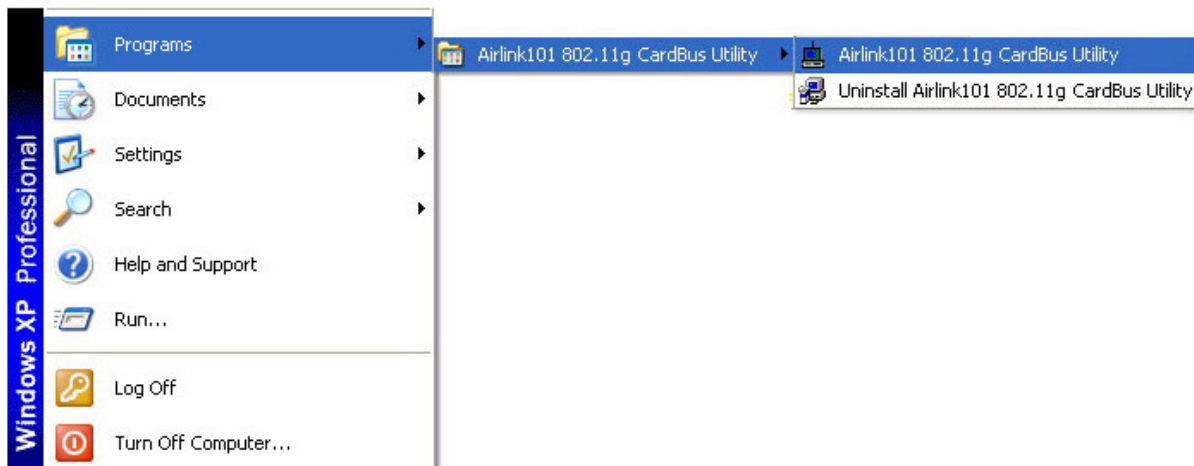 Windows XP Professional
Programs
Documents
Settings
Search
Help and Support
Run...
Log Off
Turn Off Computer...
Airlink101 802.11g CardBus Utility
Airlink101 802.11g CardBus Utility
Uninstall Airlink101 802.11g CardBus Utility